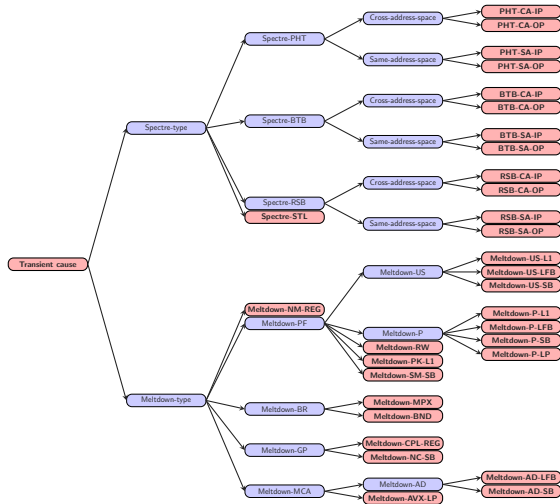 Transient cause
Spectre-type
Spectre-PHT
Cross-address-space
PHT-CA-IP
PHT-CA-OP
Same-address-space
PHT-SA-IP
PHT-SA-OP
Spectre-BTB
Cross-address-space
BTB-CA-IP
BTB-CA-OP
Same-address-space
BTB-SA-IP
BTB-SA-OP
Spectre-RSB
Cross-address-space
RSB-CA-IP
RSB-CA-OP
Same-address-space
RSB-SA-IP
RSB-SA-OP
Spectre-STL
Meltdown-type
Meltdown-NM-REG
Meltdown-PF
Meltdown-US
Meltdown-US-L1
Meltdown-US-LFB
Meltdown-US-SB
Meltdown-P
Meltdown-P-L1
Meltdown-P-LFB
Meltdown-P-SB
Meltdown-P-LP
Meltdown-RW
Meltdown-PK-L1
Meltdown-SM-SB
Meltdown-BR
Meltdown-MPX
Meltdown-BND
Meltdown-GP
Meltdown-CPL-REG
Meltdown-NC-SB
Meltdown-MCA
Meltdown-AD
Meltdown-AD-LFB
Meltdown-AD-SB
Meltdown-AVX-LP